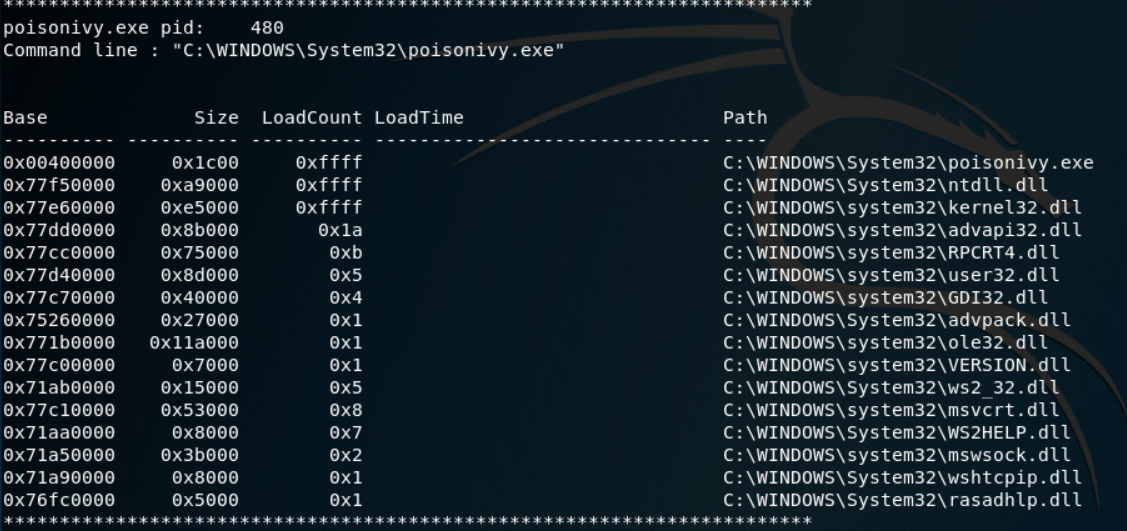 ************************************************************************
poisonivy.exe pid:    480
Command line : "C:\WINDOWS\System32\poisonivy.exe"
Base             Size  LoadCount LoadTime                       Path
---------- ---------- ---------- ------------------------------ ----
0x00400000     0x1c00     0xffff                                C:\WINDOWS\System32\poisonivy.exe
0x77f50000    0xa9000     0xffff                                C:\WINDOWS\System32\ntdll.dll
0x77e60000    0xe5000     0xffff                                C:\WINDOWS\system32\kernel32.dll
0x77dd0000    0x8b000       0x1a                                C:\WINDOWS\system32\advapi32.dll
0x77cc0000    0x75000        0xb                                C:\WINDOWS\system32\RPCRT4.dll
0x77d40000    0x8d000        0x5                                C:\WINDOWS\system32\user32.dll
0x77c70000    0x40000        0x4                                C:\WINDOWS\system32\GDI32.dll
0x75260000    0x27000        0x1                                C:\WINDOWS\System32\advpack.dll
0x771b0000   0x11a000        0x1                                C:\WINDOWS\system32\ole32.dll
0x77c00000     0x7000        0x1                                C:\WINDOWS\system32\VERSION.dll
0x71ab0000    0x15000        0x5                                C:\WINDOWS\System32\ws2_32.dll
0x77c10000    0x53000        0x8                                C:\WINDOWS\system32\msvcrt.dll
0x71aa0000     0x8000        0x7                                C:\WINDOWS\System32\WS2HELP.dll
0x71a50000    0x3b000        0x2                                C:\WINDOWS\system32\mswsock.dll
0x71a90000     0x8000        0x1                                C:\WINDOWS\System32\wshtcpip.dll
0x76fc0000     0x5000        0x1                                C:\WINDOWS\System32\rasadhlp.dll
************************************************************************